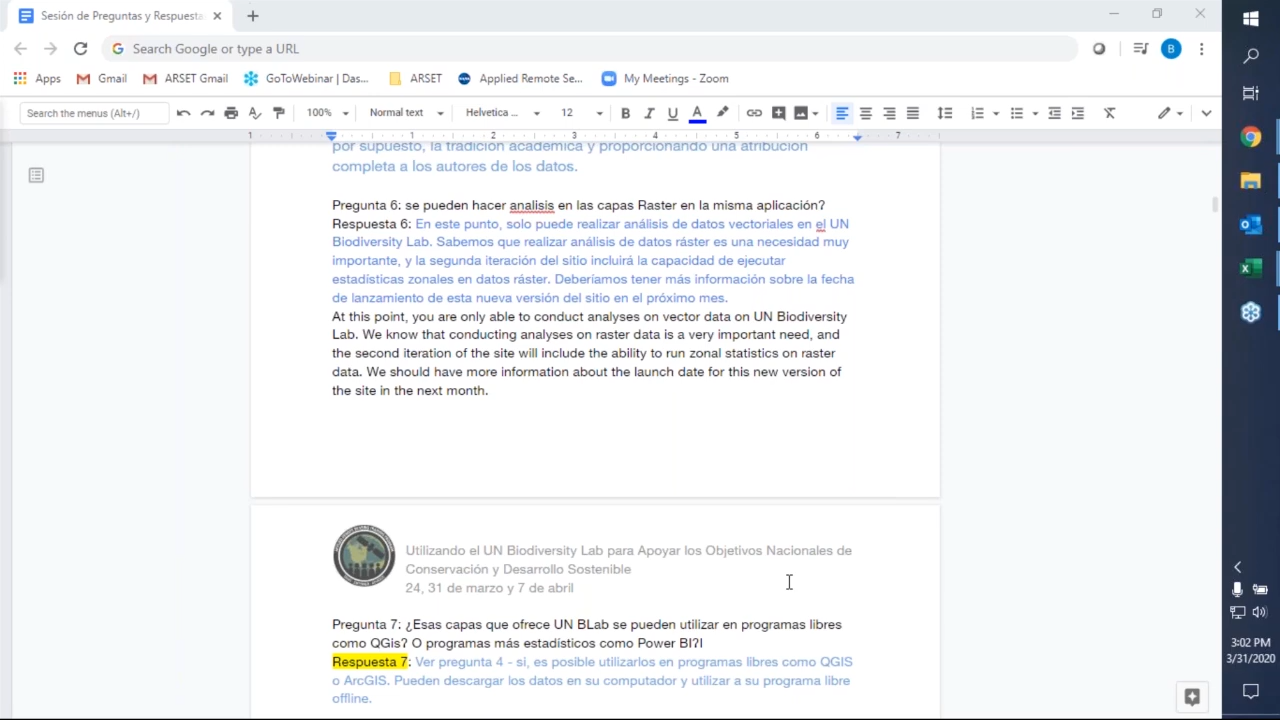 Sesión de Preguntas y Respuesta
Search Google or type a URL
B
Apps
Gmail
ARSET Gmail
GoToWebinar | Das...
ARSET
Applied Remote Se...
My Meetings - Zoom
Search the menus (Alt+/)
100%
Normal text
Helvetica ...
12
B I U A
1 1 2 3 4 5 6 7
por supuesto, la tradición académica y proporcionando una atribución
completa a los autores de los datos.
Pregunta 6: se pueden hacer analisis en las capas Raster en la misma aplicación?
Respuesta 6: En este punto, solo puede realizar análisis de datos vectoriales en el UN
Biodiversity Lab. Sabemos que realizar análisis de datos ráster es una necesidad muy
importante, y la segunda iteración del sitio incluirá la capacidad de ejecutar
estadísticas zonales en datos ráster. Deberíamos tener más información sobre la fecha
de lanzamiento de esta nueva versión del sitio en el próximo mes.
At this point, you are only able to conduct analyses on vector data on UN Biodiversity
Lab. We know that conducting analyses on raster data is a very important need, and
the second iteration of the site will include the ability to run zonal statistics on raster
data. We should have more information about the launch date for this new version of
the site in the next month.
Utilizando el UN Biodiversity Lab para Apoyar los Objetivos Nacionales de
Conservación y Desarrollo Sostenible
24, 31 de marzo y 7 de abril
Pregunta 7: ¿Esas capas que ofrece UN BLab se pueden utilizar en programas libres
como QGis? O programas más estadísticos como Power BI?I
Respuesta 7: Ver pregunta 4 - si, es posible utilizarlos en programas libres como QGIS
o ArcGIS. Pueden descargar los datos en su computador y utilizar a su programa libre
offline.
3:02 PM
3/31/2020